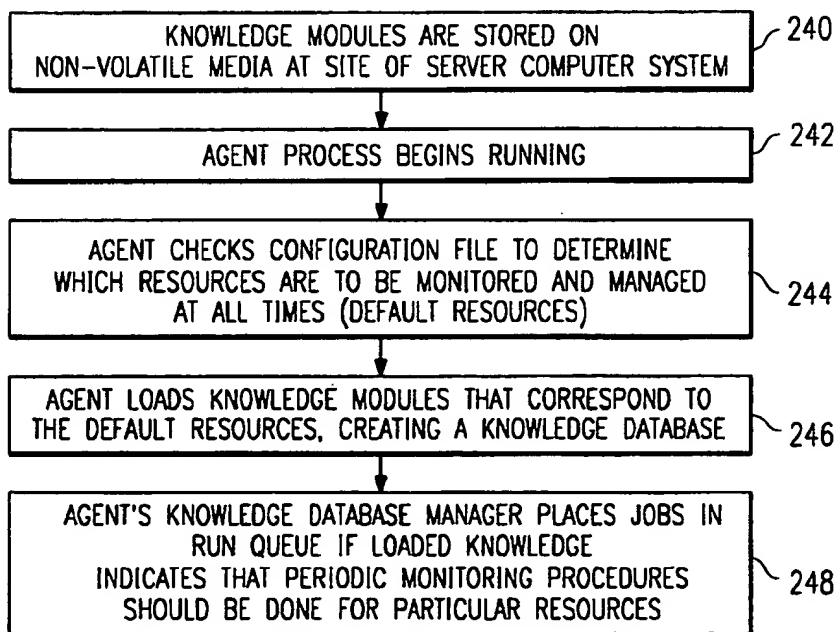 KNOWLEDGE MODULES ARE STORED ON
NON-VOLATILE MEDIA AT SITE OF SERVER COMPUTER SYSTEM
240
AGENT PROCESS BEGINS RUNNING
242
AGENT CHECKS CONFIGURATION FILE TO DETERMINE
WHICH RESOURCES ARE TO BE MONITORED AND MANAGED
AT ALL TIMES (DEFAULT RESOURCES)
244
AGENT LOADS KNOWLEDGE MODULES THAT CORRESPOND TO
THE DEFAULT RESOURCES, CREATING A KNOWLEDGE DATABASE
246
AGENT'S KNOWLEDGE DATABASE MANAGER PLACES JOBS IN
RUN QUEUE IF LOADED KNOWLEDGE
INDICATES THAT PERIODIC MONITORING PROCEDURES
SHOULD BE DONE FOR PARTICULAR RESOURCES
248